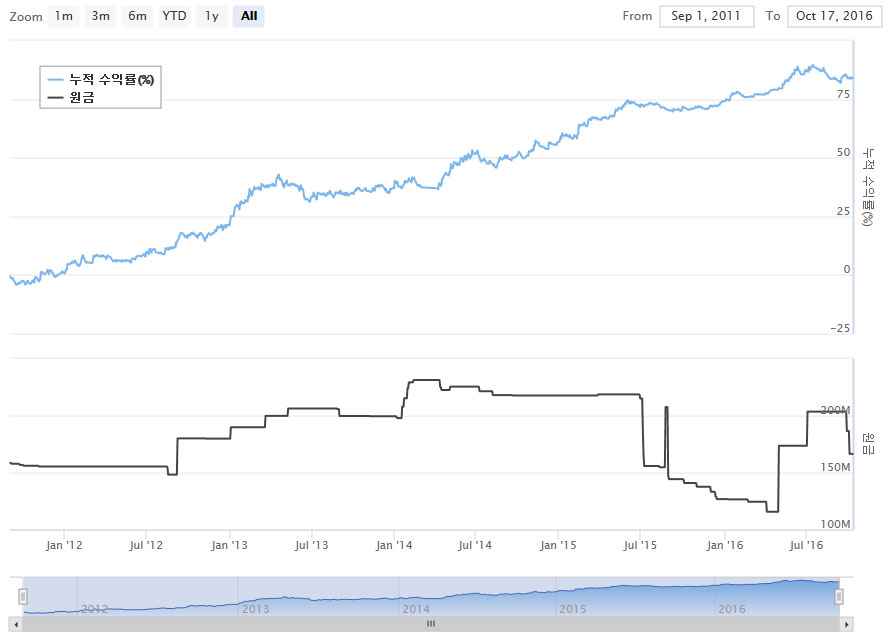 Zoom 1m 3m 6m YTD 1y All From Sep 1, 2011 To Oct 17, 2016
누적 수익률(%)
원금
75
50
25
0
-25
누적 수익률(%)
200M
150M
100M
원금
Jan '12 Jul '12 Jan '13 Jul '13 Jan '14 Jul '14 Jan '15 Jul '15 Jan '16 Jul '16
2012 2013 2014 2015 2016